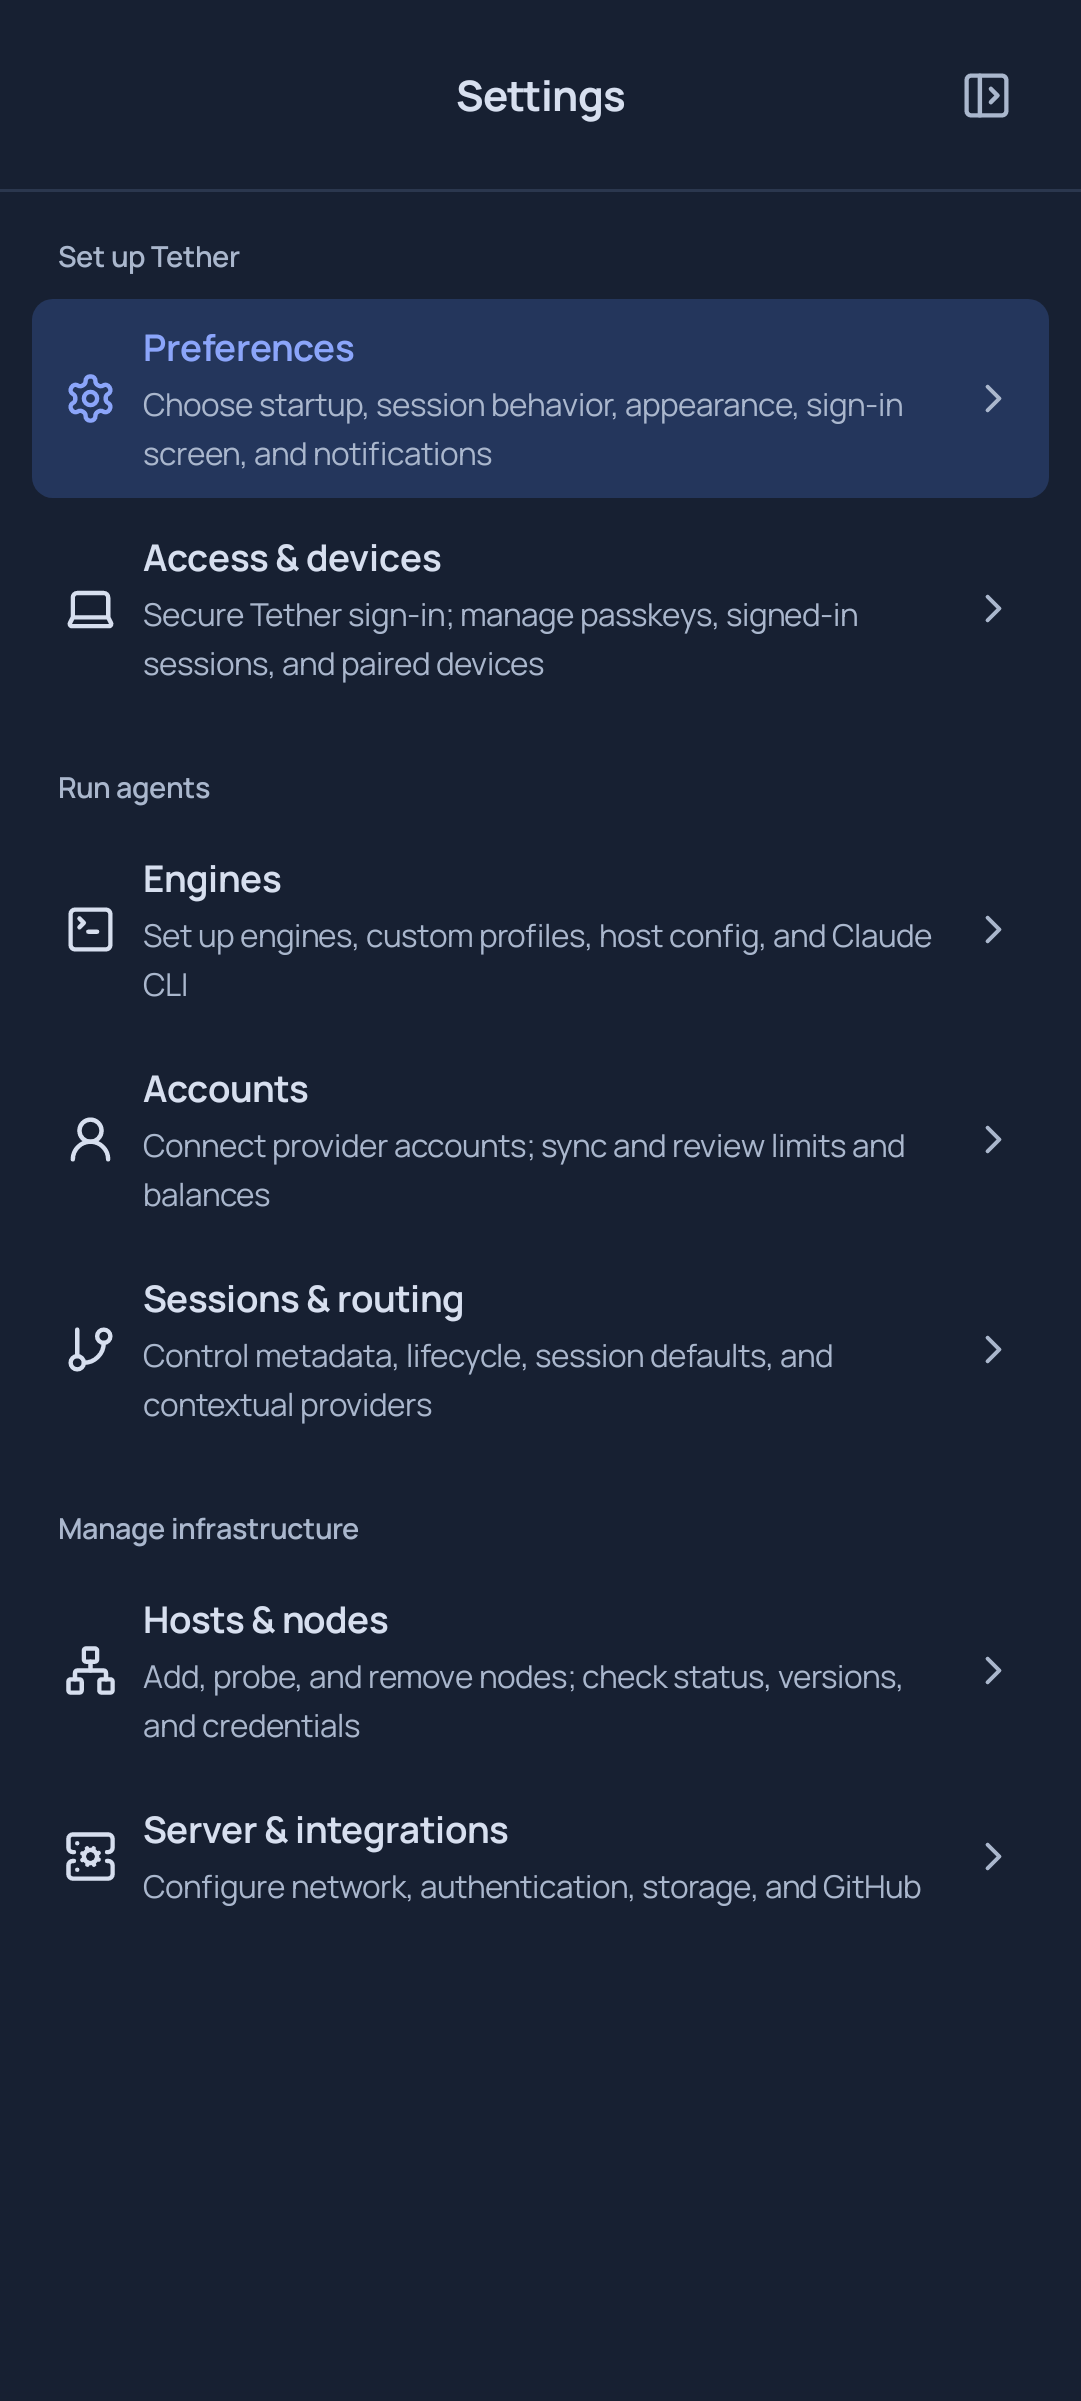 Settings
Set up Tether
Preferences
Choose startup, session behavior, appearance, sign-in
screen, and notifications
Access & devices
Secure Tether sign-in; manage passkeys, signed-in
sessions, and paired devices
Run agents
Engines
Set up engines, custom profiles, host config, and Claude
CLI
Accounts
Connect provider accounts; sync and review limits and
balances
Sessions & routing
Control metadata, lifecycle, session defaults, and
contextual providers
Manage infrastructure
Hosts & nodes
Add, probe, and remove nodes; check status, versions,
and credentials
Server & integrations
Configure network, authentication, storage, and GitHub